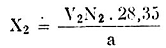 X₂ ≐ V₂N₂ . 28,35 / a